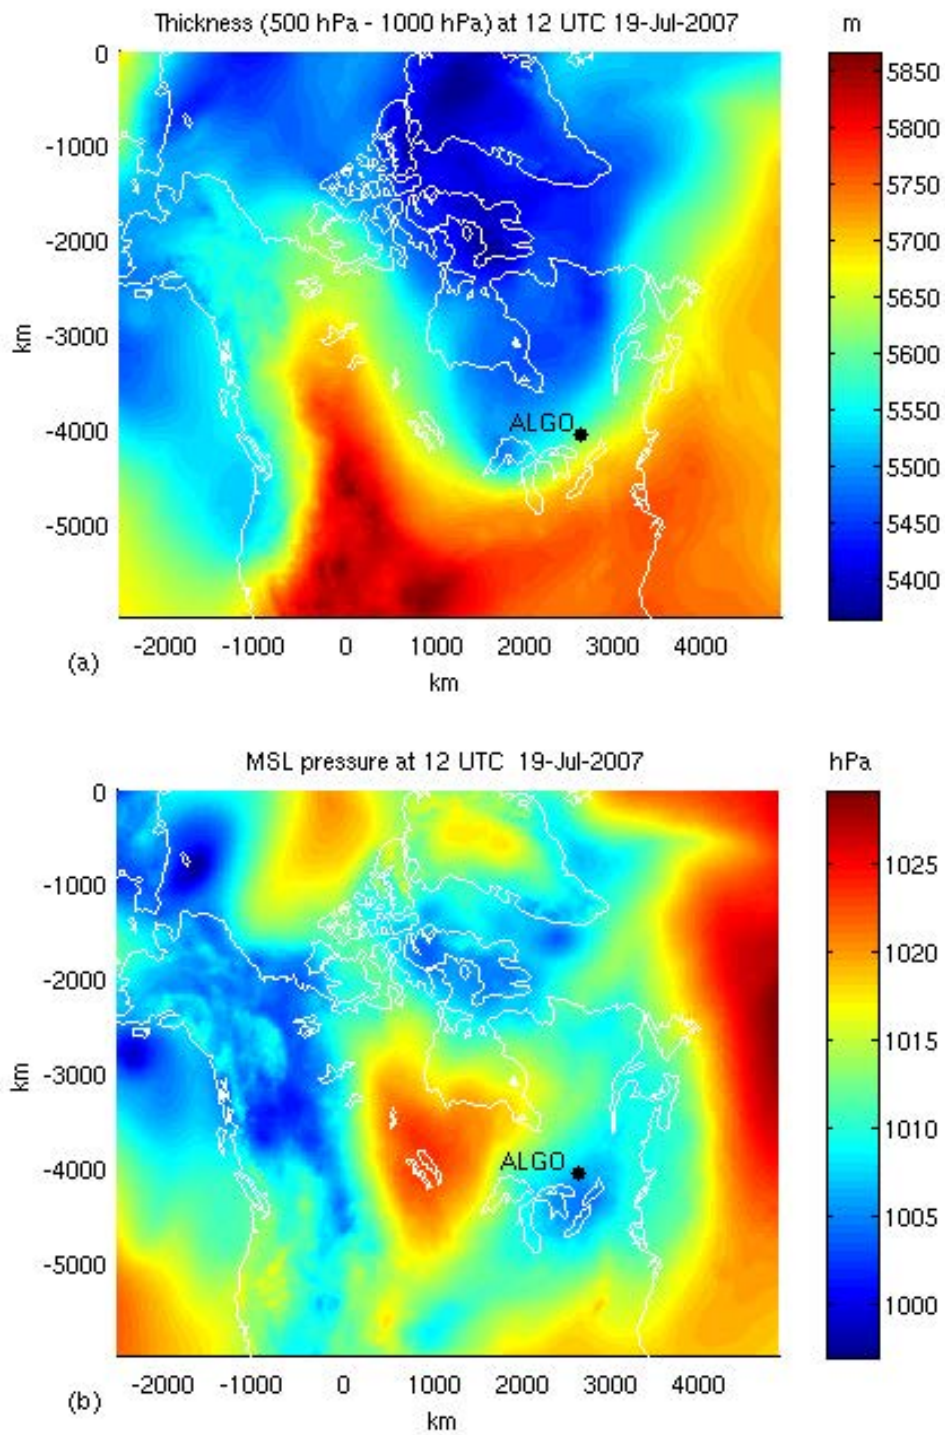 Thickness (500 hPa - 1000 hPa) at 12 UTC 19-Jul-2007
m
0
-1000
-2000
-3000
-4000
-5000
km
ALGO
5850
5800
5750
5700
5650
5600
5550
5500
5450
5400
-2000 -1000 0 1000 2000 3000 4000
(a)
km
MSL pressure at 12 UTC 19-Jul-2007
hPa
0
-1000
-2000
-3000
-4000
-5000
km
ALGO
1025
1020
1015
1010
1005
1000
-2000 -1000 0 1000 2000 3000 4000
(b)
km